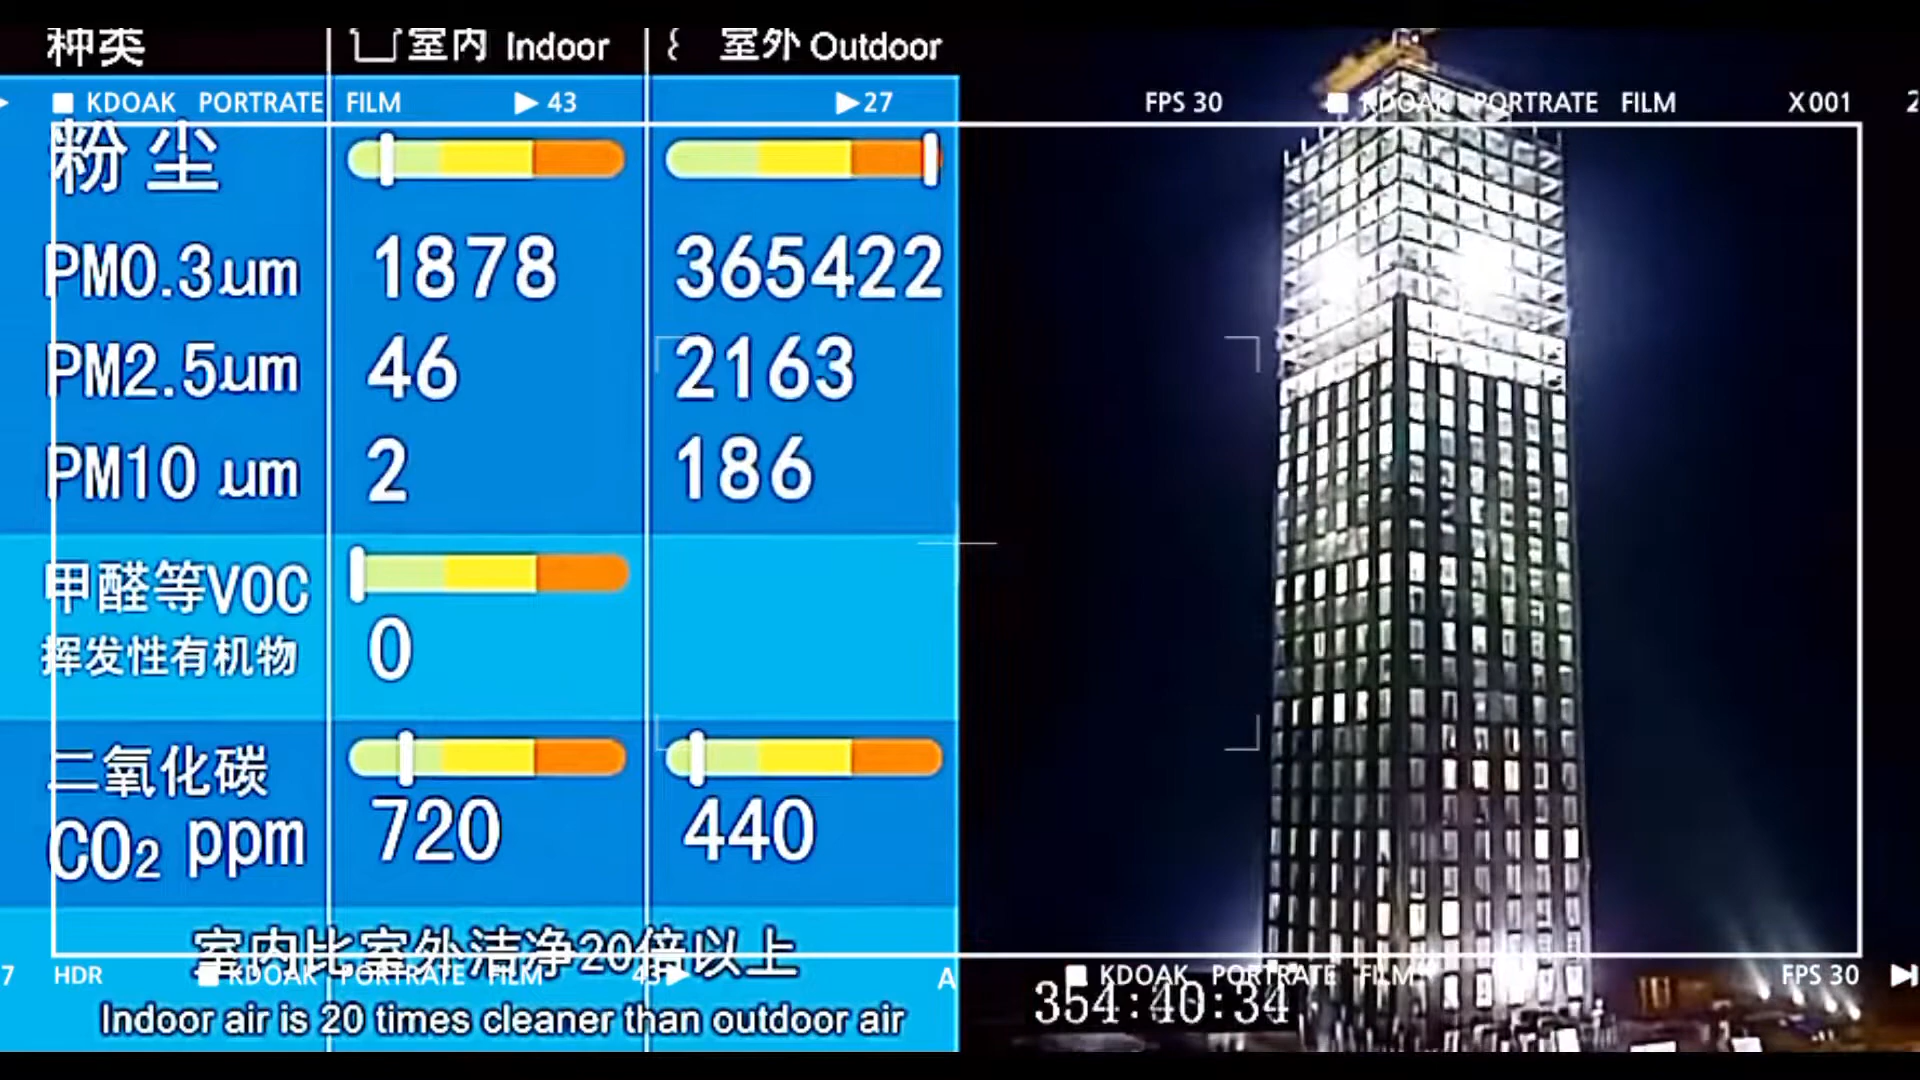 种类 室内 Indoor 室外 Outdoor
KDOAK PORTRATE FILM 43 27 FPS 30 KDOAK PORTRATE FILM X001
粉尘
PM0.3um 1878 365422
PM2.5um 46 2163
PM10 um 2 186
甲醛等VOC
挥发性有机物 0
二氧化碳
CO2 ppm 720 440
室内比室外洁净20倍以上
7 HDR KDOAK PORTRATE FILM 43 A KDOAK PORTRATE FILM FPS 30
354:40:34
Indoor air is 20 times cleaner than outdoor air